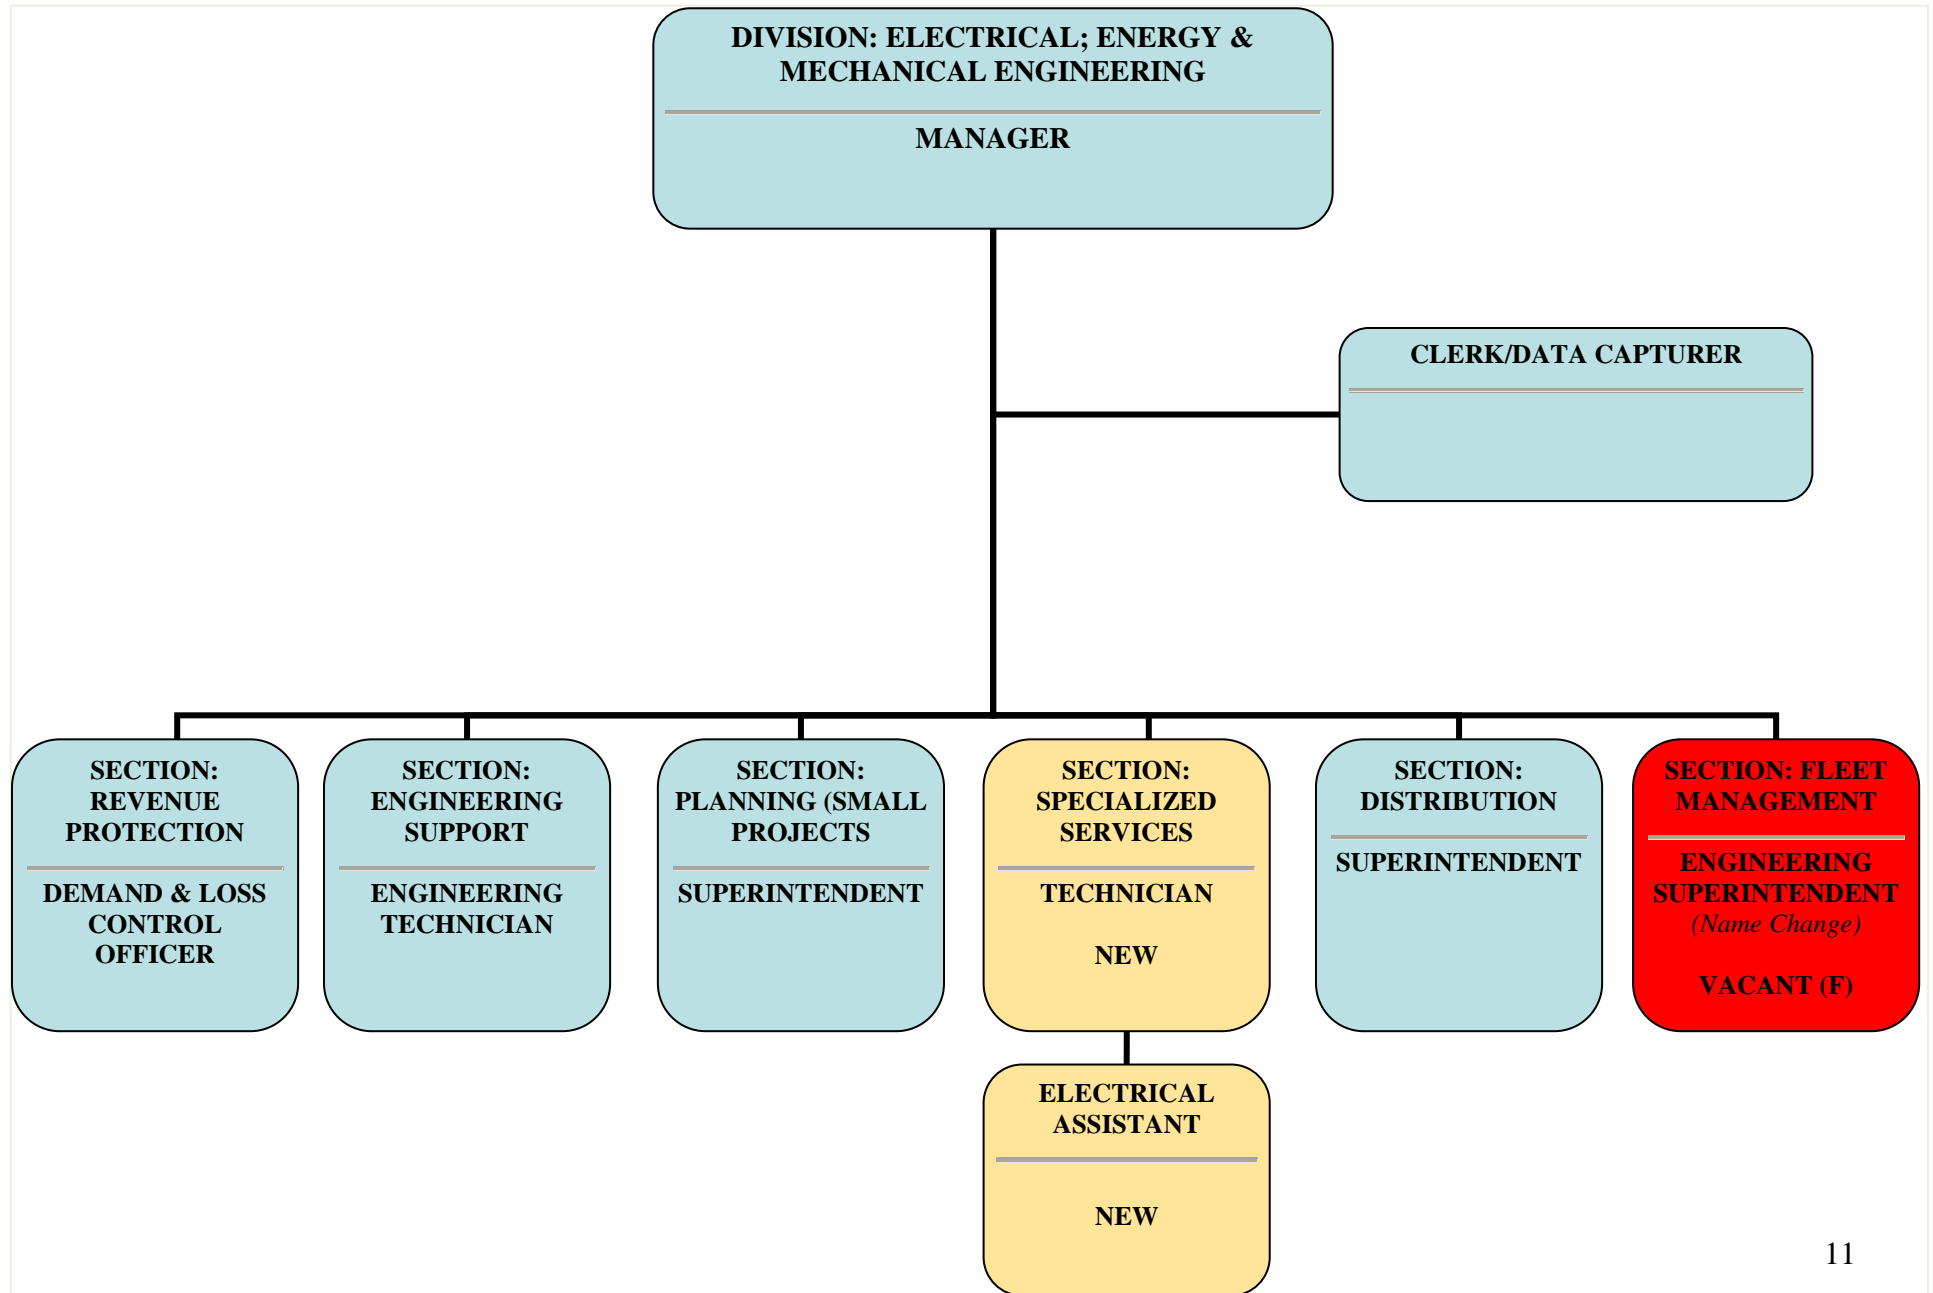 DIVISION: ELECTRICAL; ENERGY &
MECHANICAL ENGINEERING
MANAGER
CLERK/DATA CAPTURER
SECTION:
REVENUE
PROTECTION
DEMAND & LOSS
CONTROL
OFFICER
SECTION:
ENGINEERING
SUPPORT
ENGINEERING
TECHNICIAN
SECTION:
PLANNING (SMALL
PROJECTS
SUPERINTENDENT
SECTION:
SPECIALIZED
SERVICES
TECHNICIAN
NEW
SECTION:
DISTRIBUTION
SUPERINTENDENT
SECTION: FLEET
MANAGEMENT
ENGINEERING
SUPERINTENDENT
(Name Change)
VACANT (F)
ELECTRICAL
ASSISTANT
NEW
11